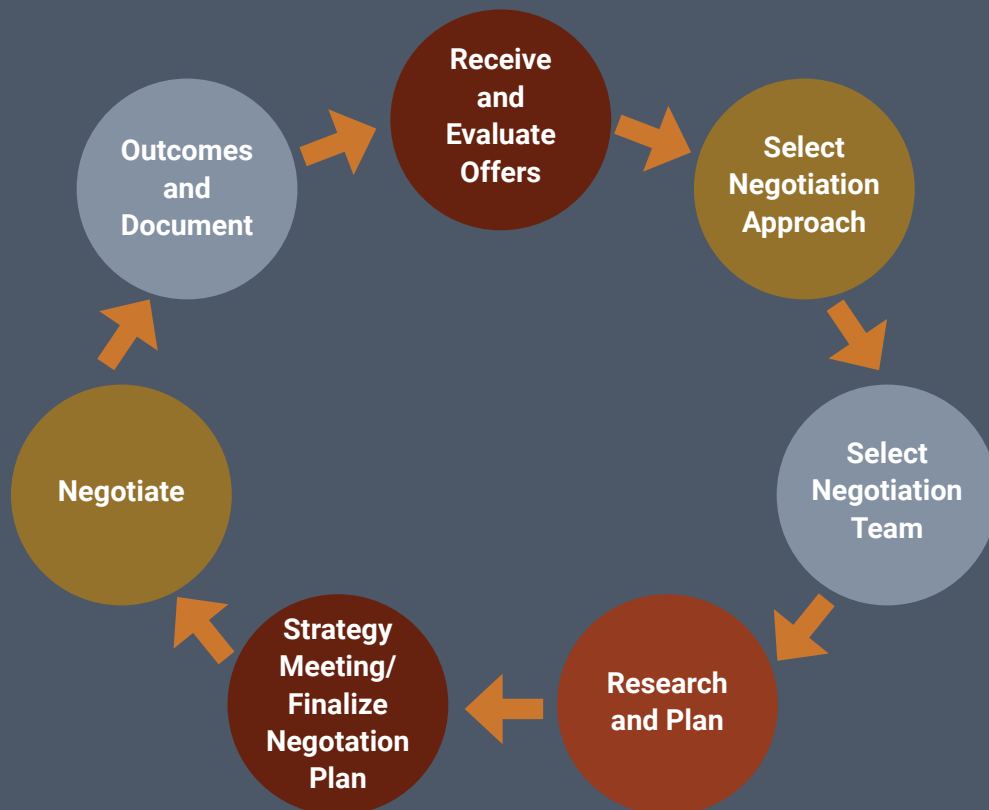 Receive
and
Evaluate
Offers
Select
Negotiation
Approach
Select
Negotiation
Team
Research
and Plan
Strategy
Meeting/
Finalize
Negotation
Plan
Negotiate
Outcomes
and
Document